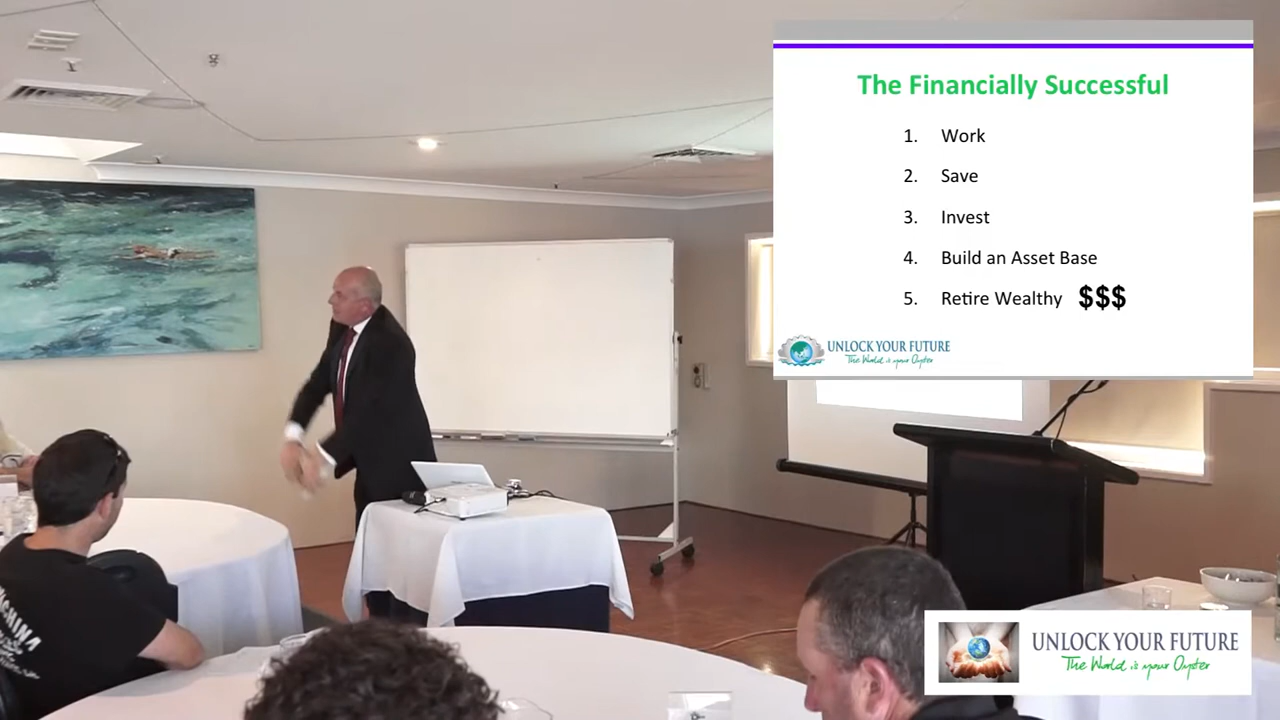 The Financially Successful
1. Work
2. Save
3. Invest
4. Build an Asset Base
5. Retire Wealthy $$$
UNLOCK YOUR FUTURE
The World is your Oyster
UNLOCK YOUR FUTURE
The World is your Oyster